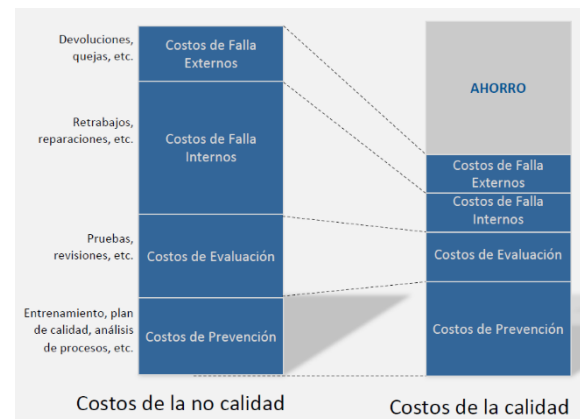 Devoluciones,
quejas, etc.
Costos de Falla
Externos
Retrabajos,
reparaciones, etc.
Costos de Falla
Internos
Pruebas,
revisiones, etc.
Costos de Evaluación
Entrenamiento, plan
de calidad, análisis
de procesos, etc.
Costos de Prevención
Costos de la no calidad
AHORRO
Costos de Falla
Externos
Costos de Falla
Internos
Costos de Evaluación
Costos de Prevención
Costos de la calidad